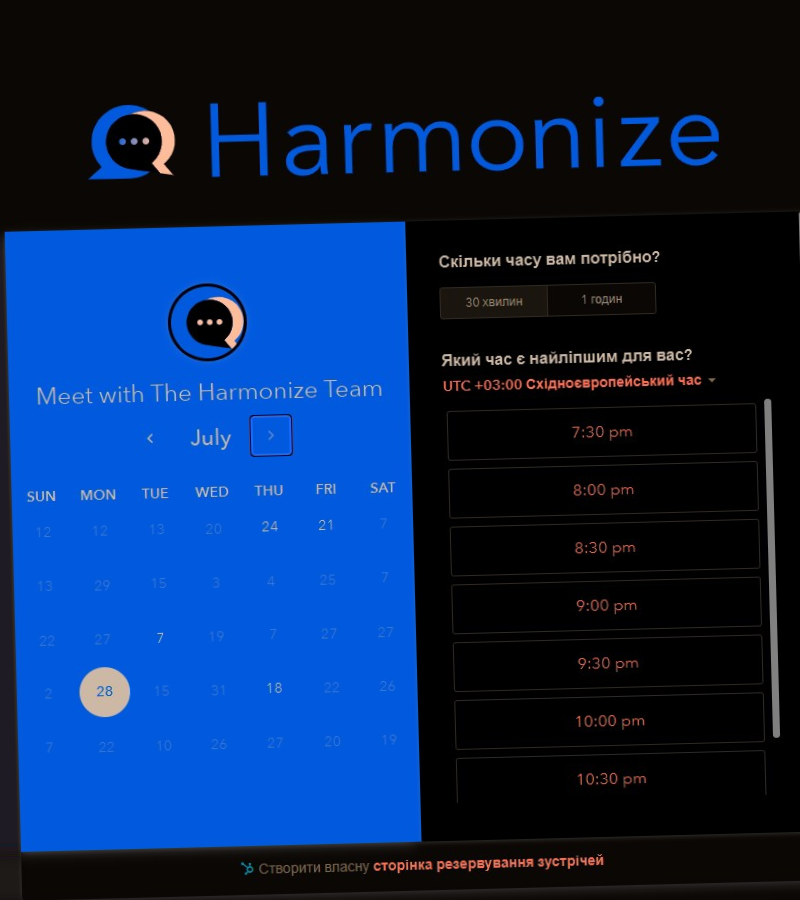 Harmonize
Meet with The Harmonize Team
July
SUN MON TUE WED THU FRI SAT
12 12 13 20 24 21 7
13 29 15 3 4 25 7
22 27 7 19 7 27 27
2 28 15 31 18 22 26
7 22 10 26 27 20 19
Скільки часу вам потрібно?
30 хвилин 1 годин
Який час є найліпшим для вас?
UTC +03:00 Східноєвропейський час
7:30 pm
8:00 pm
8:30 pm
9:00 pm
9:30 pm
10:00 pm
10:30 pm
Створити власну сторінка резервування зустрічей